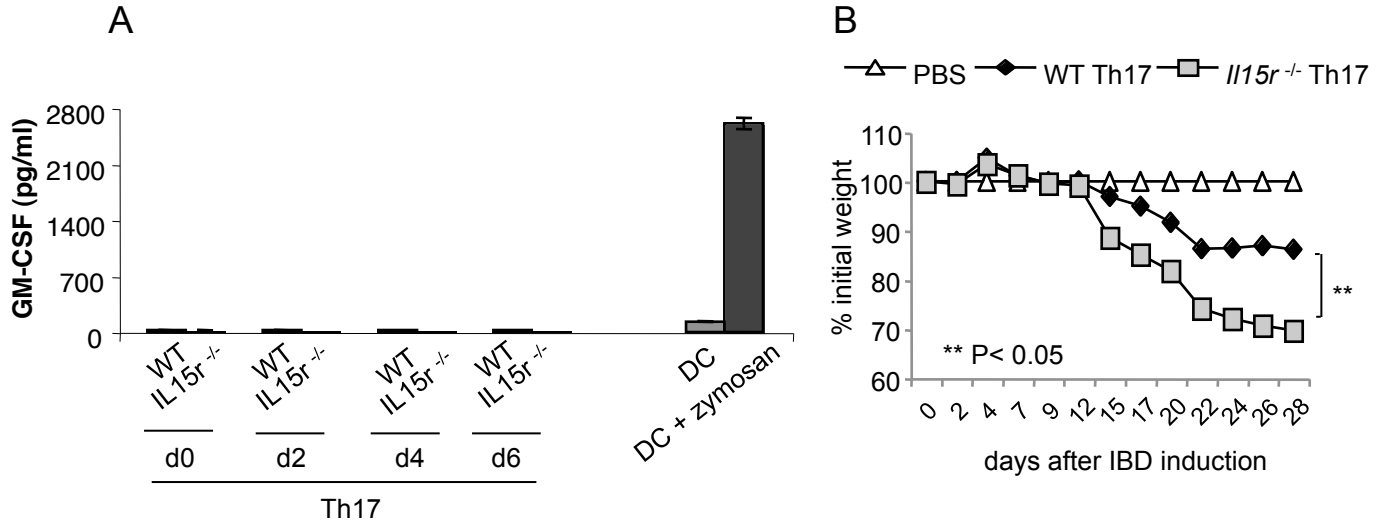 A
GM-CSF (pg/ml)
2800
2100
1400
700
0
WT
IL15r -/-
WT
IL15r -/-
WT
IL15r -/-
WT
IL15r -/-
DC
DC + zymosan
d0
d2
d4
d6
Th17
B
PBS WT Th17 Il15r -/- Th17
% initial weight
110
100
90
80
70
60
**
** P< 0.05
0 2 4 7 9 12 15 17 20 22 24 26 28
days after IBD induction